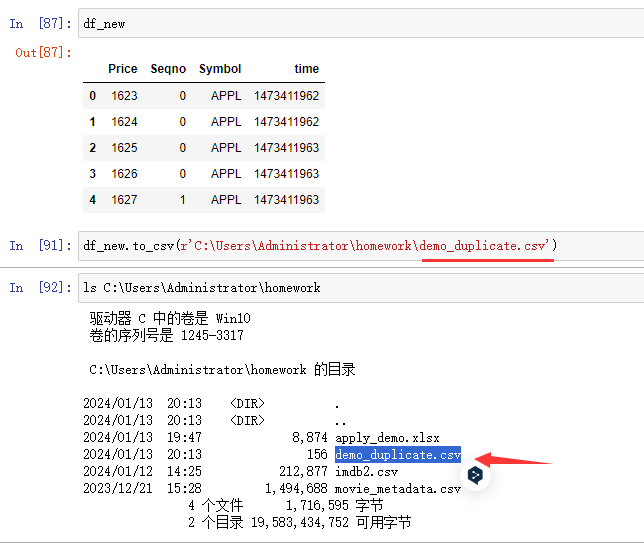 In [87]: df_new
Out[87]:
Price Seqno Symbol time
0 1623 0 APPL 1473411962
1 1624 0 APPL 1473411962
2 1625 0 APPL 1473411963
3 1626 0 APPL 1473411963
4 1627 1 APPL 1473411963
In [91]: df_new.to_csv(r'C:\Users\Administrator\homework\demo_duplicate.csv')
In [92]: ls C:\Users\Administrator\homework
驱动器 C 中的卷是 Win10
卷的序列号是 1245-3317
C:\Users\Administrator\homework 的目录
2024/01/13 20:13 <DIR> .
2024/01/13 20:13 <DIR> ..
2024/01/13 19:47 8,874 apply_demo.xlsx
2024/01/13 20:13 156 demo_duplicate.csv
2024/01/12 14:25 212,877 imdb2.csv
2023/12/21 15:28 1,494,688 movie_metadata.csv
4 个文件 1,716,595 字节
2 个目录 19,583,434,752 可用字节